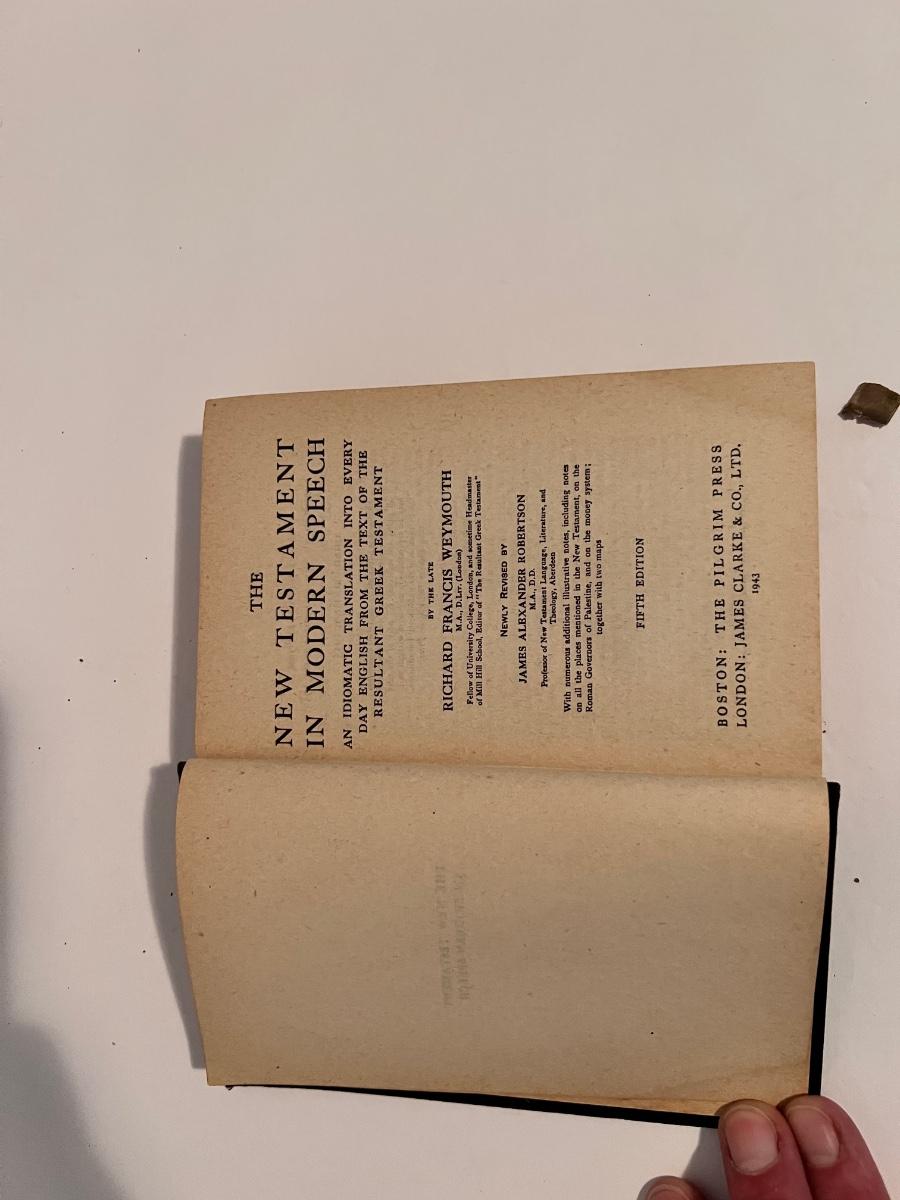 THE
NEW TESTAMENT
IN MODERN SPEECH
AN IDIOMATIC TRANSLATION INTO EVERY
DAY ENGLISH FROM THE TEXT OF THE
RESULTANT GREEK TESTAMENT
BY THE LATE
RICHARD FRANCIS WEYMOUTH
M.A., D.Lit. (London)
Fellow of University College, London, and sometime Headmaster
of Mill Hill School, Editor of "The Resultant Greek Testament"
NEWLY REVISED BY
JAMES ALEXANDER ROBERTSON
M.A., D.D.
Professor of New Testament Language, Literature, and
Theology, Aberdeen
With numerous additional illustrative notes, including notes
on all the places mentioned in the New Testament, on the
Roman Governors of Palestine, and on the money system;
together with two maps
FIFTH EDITION
BOSTON: THE PILGRIM PRESS
LONDON: JAMES CLARKE & CO., LTD.
1943